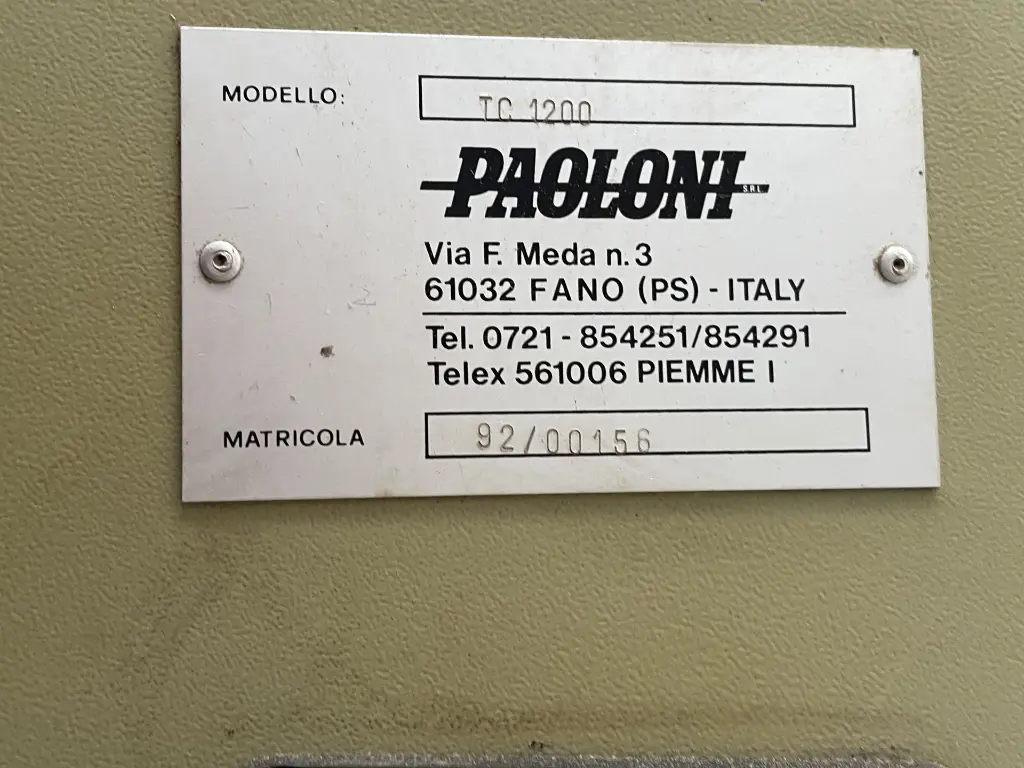 MODELLO: TC 1200
PAOLONI S.R.L.
Via F. Meda n. 3
61032 FANO (PS) - ITALY
Tel. 0721 - 854251/854291
Telex 561006 PIEMME I
MATRICOLA 92/00156